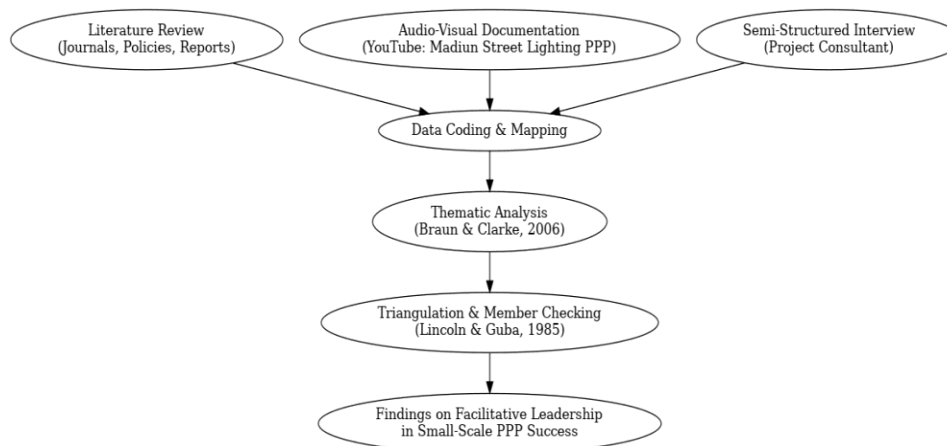 Literature Review
(Journals, Policies, Reports)
Audio-Visual Documentation
(YouTube: Madiun Street Lighting PPP)
Semi-Structured Interview
(Project Consultant)
Data Coding & Mapping
Thematic Analysis
(Braun & Clarke, 2006)
Triangulation & Member Checking
(Lincoln & Guba, 1985)
Findings on Facilitative Leadership
in Small-Scale PPP Success